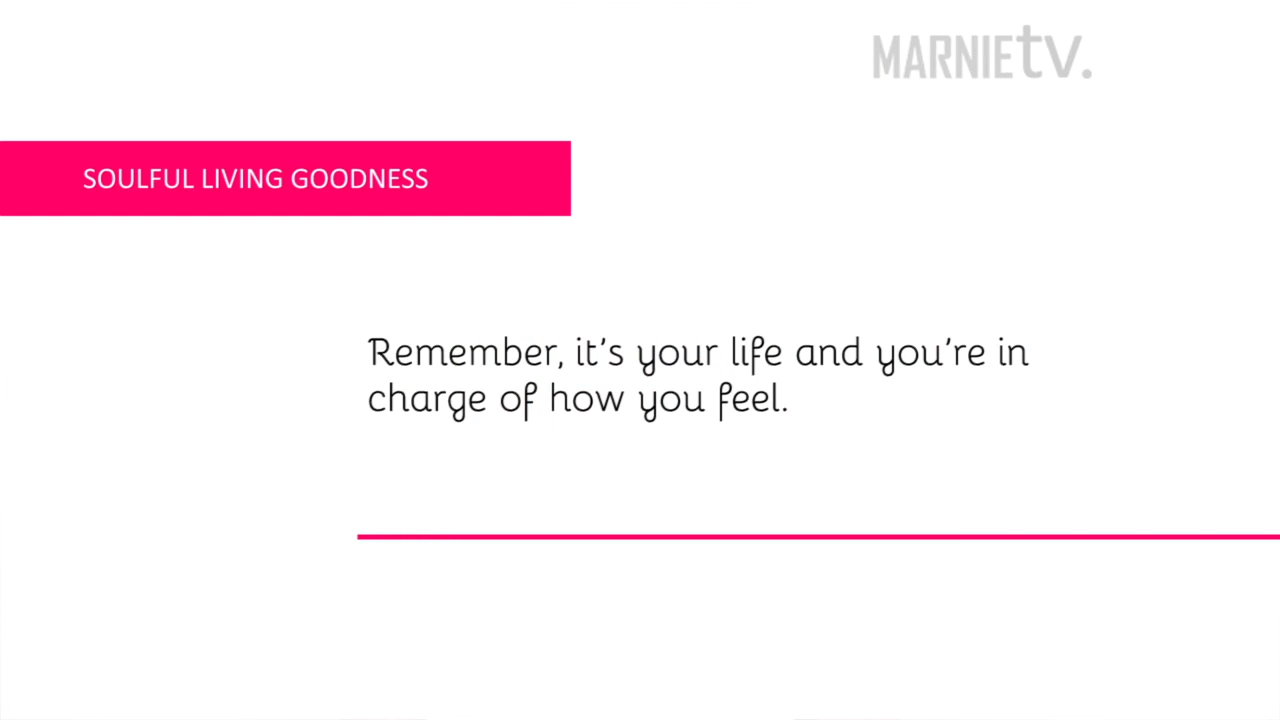 MARNIEtv.
SOULFUL LIVING GOODNESS
Remember, it's your life and you're in
charge of how you feel.